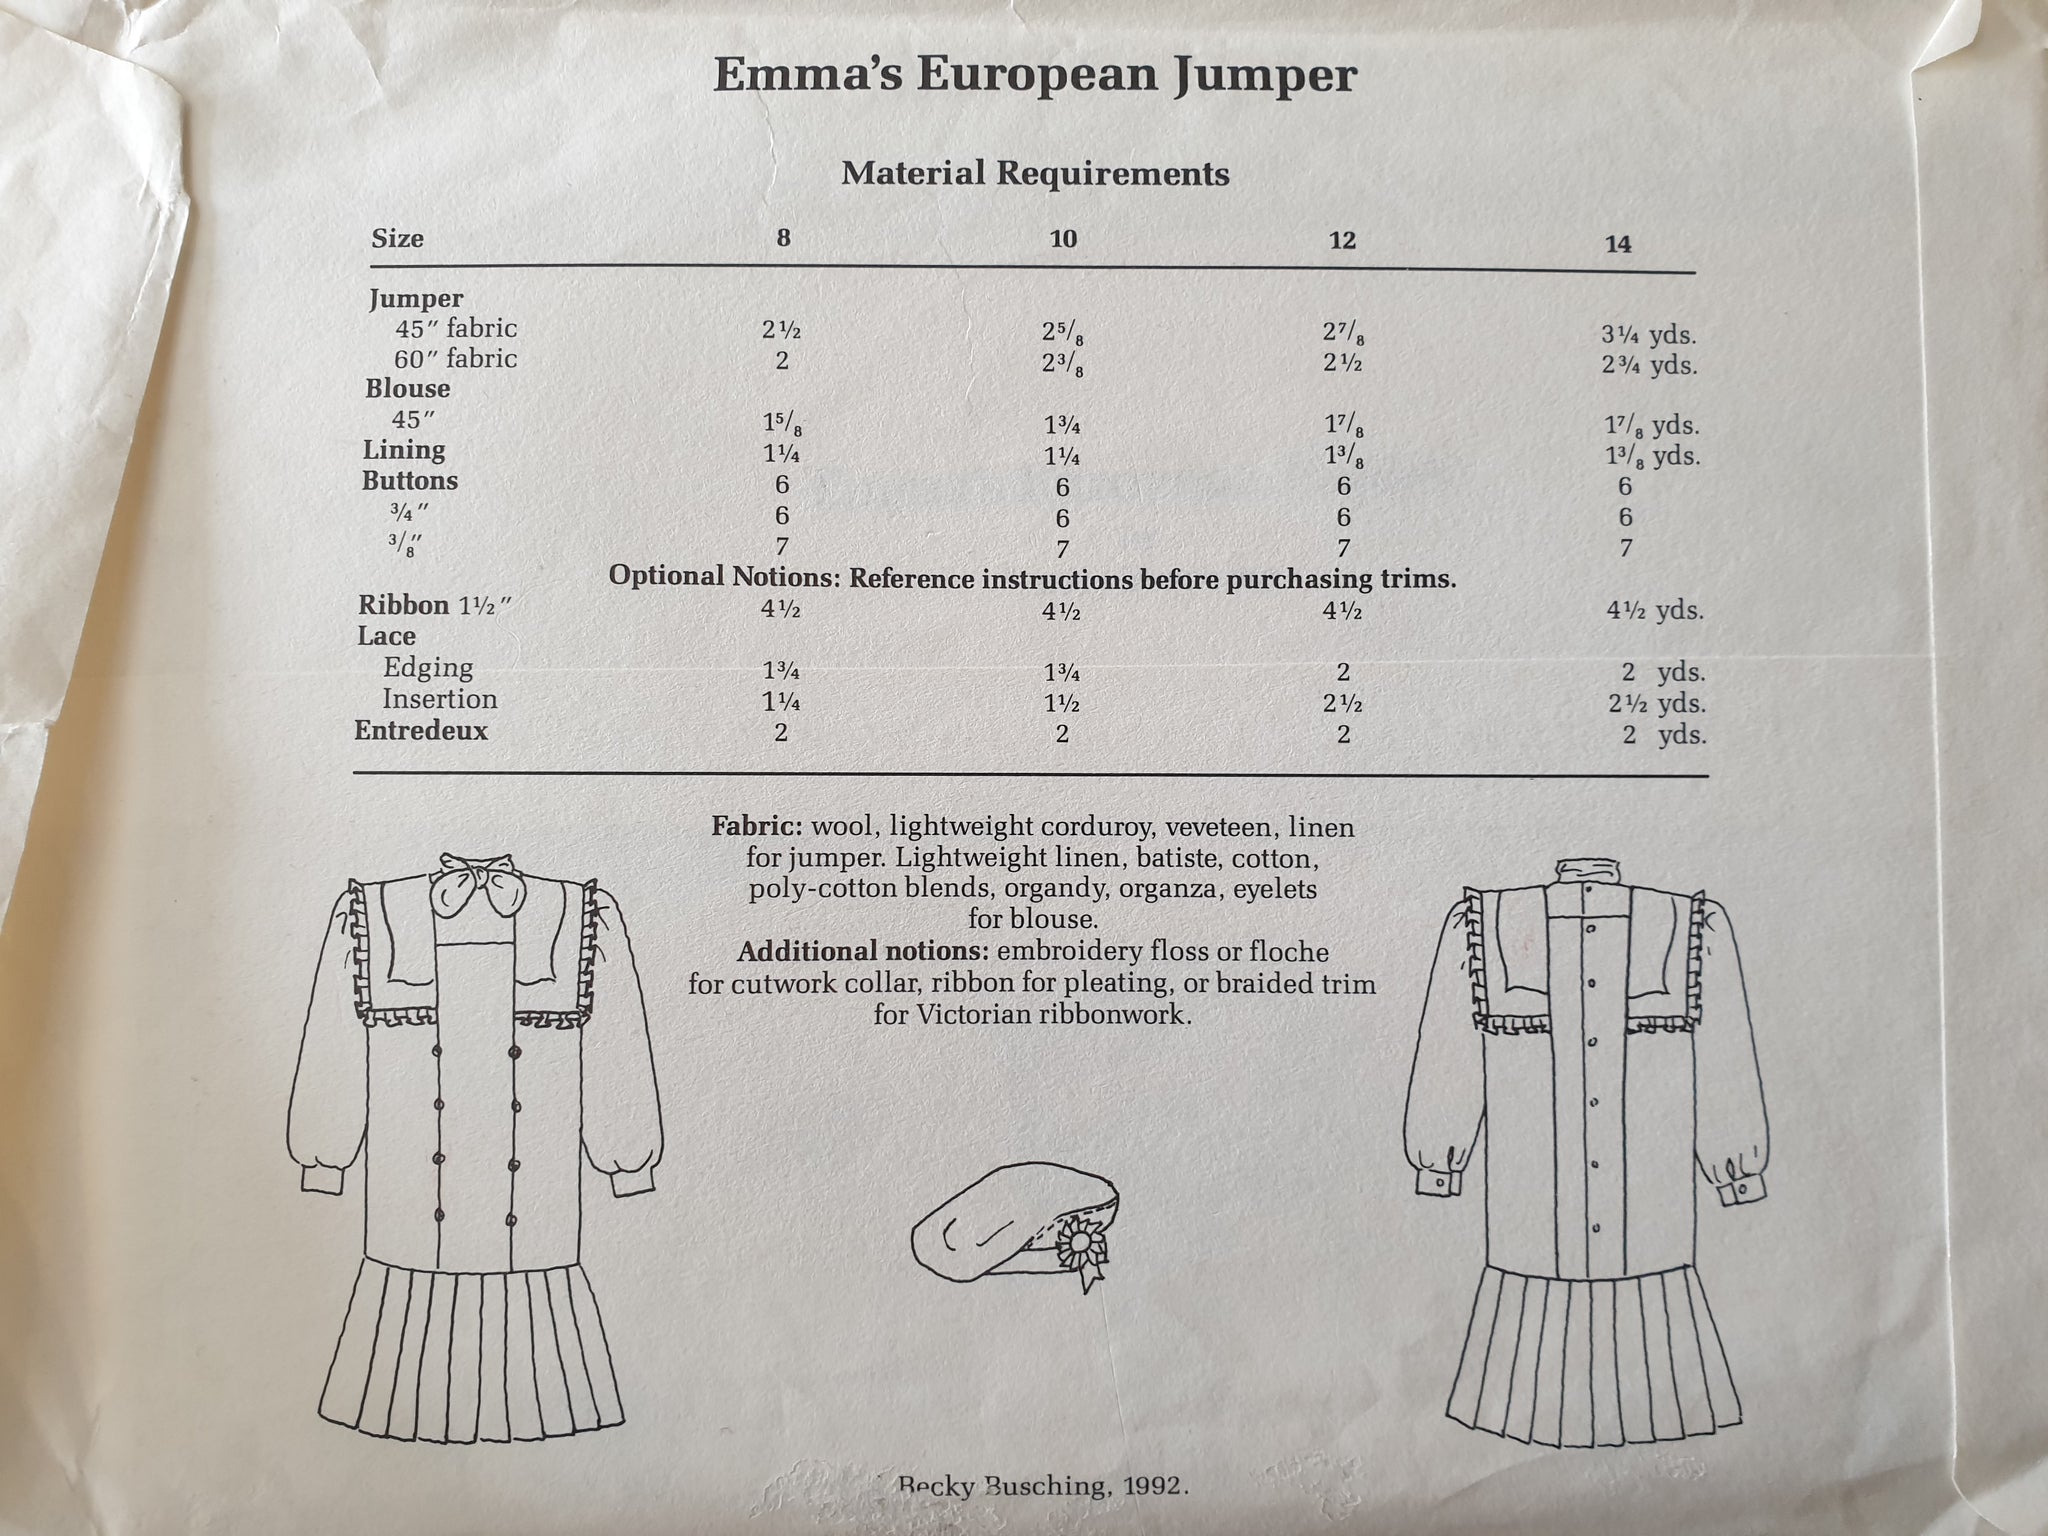 Emma's European Jumper
Material Requirements
Size 8 10 12 14
Jumper
45″ fabric 2½ 2⅝ 2⅞ 3¼ yds.
60″ fabric 2 2⅜ 2½ 2¾ yds.
Blouse
45″ 1⅝ 1¾ 1⅞ 1⅞ yds.
Lining 1¼ 1¼ 1⅜ 1⅜ yds.
Buttons 6 6 6 6
¾″ 6 6 6 6
⅜″ 7 7 7 7
Optional Notions: Reference instructions before purchasing trims.
Ribbon 1½″ 4½ 4½ 4½ 4½ yds.
Lace
Edging 1¾ 1¾ 2 2 yds.
Insertion 1¼ 1½ 2½ 2½ yds.
Entredeux 2 2 2 2 yds.
Fabric: wool, lightweight corduroy, veveteen, linen
for jumper. Lightweight linen, batiste, cotton,
poly-cotton blends, organdy, organza, eyelets
for blouse.
Additional notions: embroidery floss or floche
for cutwork collar, ribbon for pleating, or braided trim
for Victorian ribbonwork.
Becky Busching, 1992.